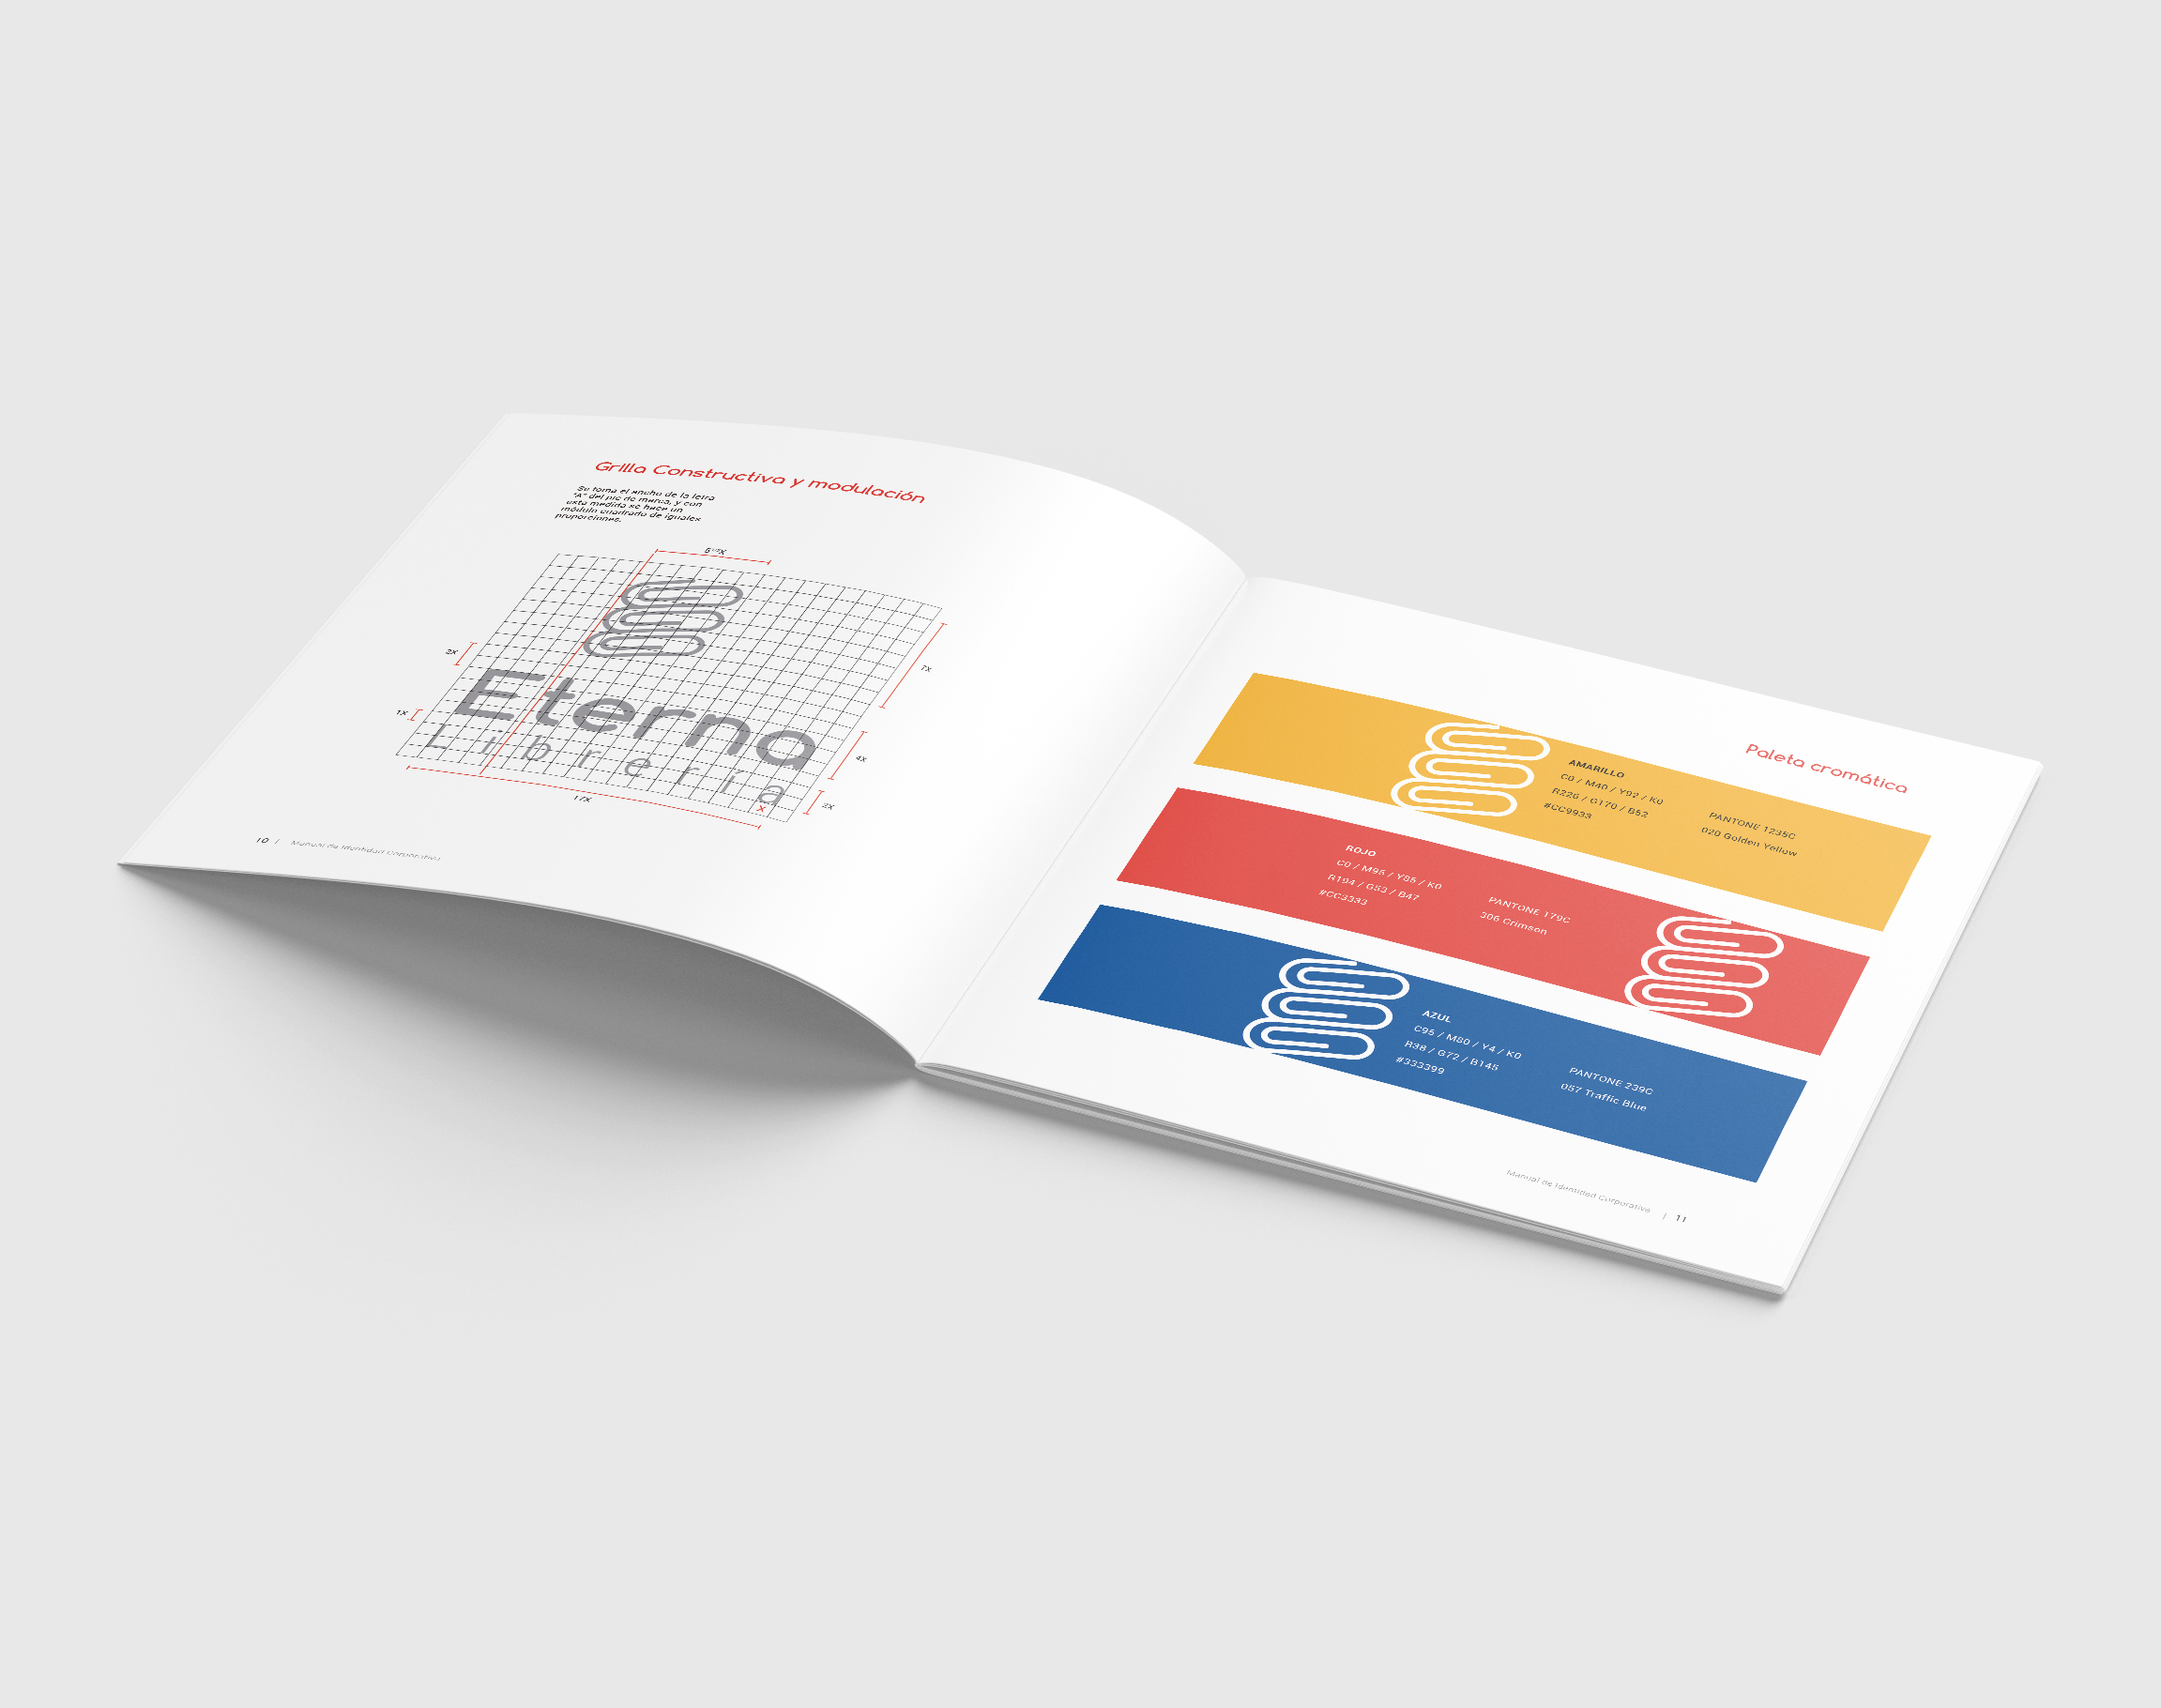 Grilla Constructiva y modulación
Se toma el ancho de la letra
"A" del pie de marca, y con
esta medida se hace un
módulo cuadrado de iguales
proporciones.
5¹/²X
2X
7X
1X
4X
2X
17X
X
Eterna
Librería
10 / Manual de Identidad Corporativa
Paleta cromática
AMARILLO
C0 / M40 / Y92 / K0
R226 / G170 / B52
#CC9933
PANTONE 1235C
020 Golden Yellow
ROJO
C0 / M95 / Y85 / K0
R194 / G53 / B47
#CC3333
PANTONE 179C
306 Crimson
AZUL
C95 / M80 / Y4 / K0
R38 / G72 / B145
#333399
PANTONE 239C
057 Traffic Blue
Manual de Identidad Corporativa / 11